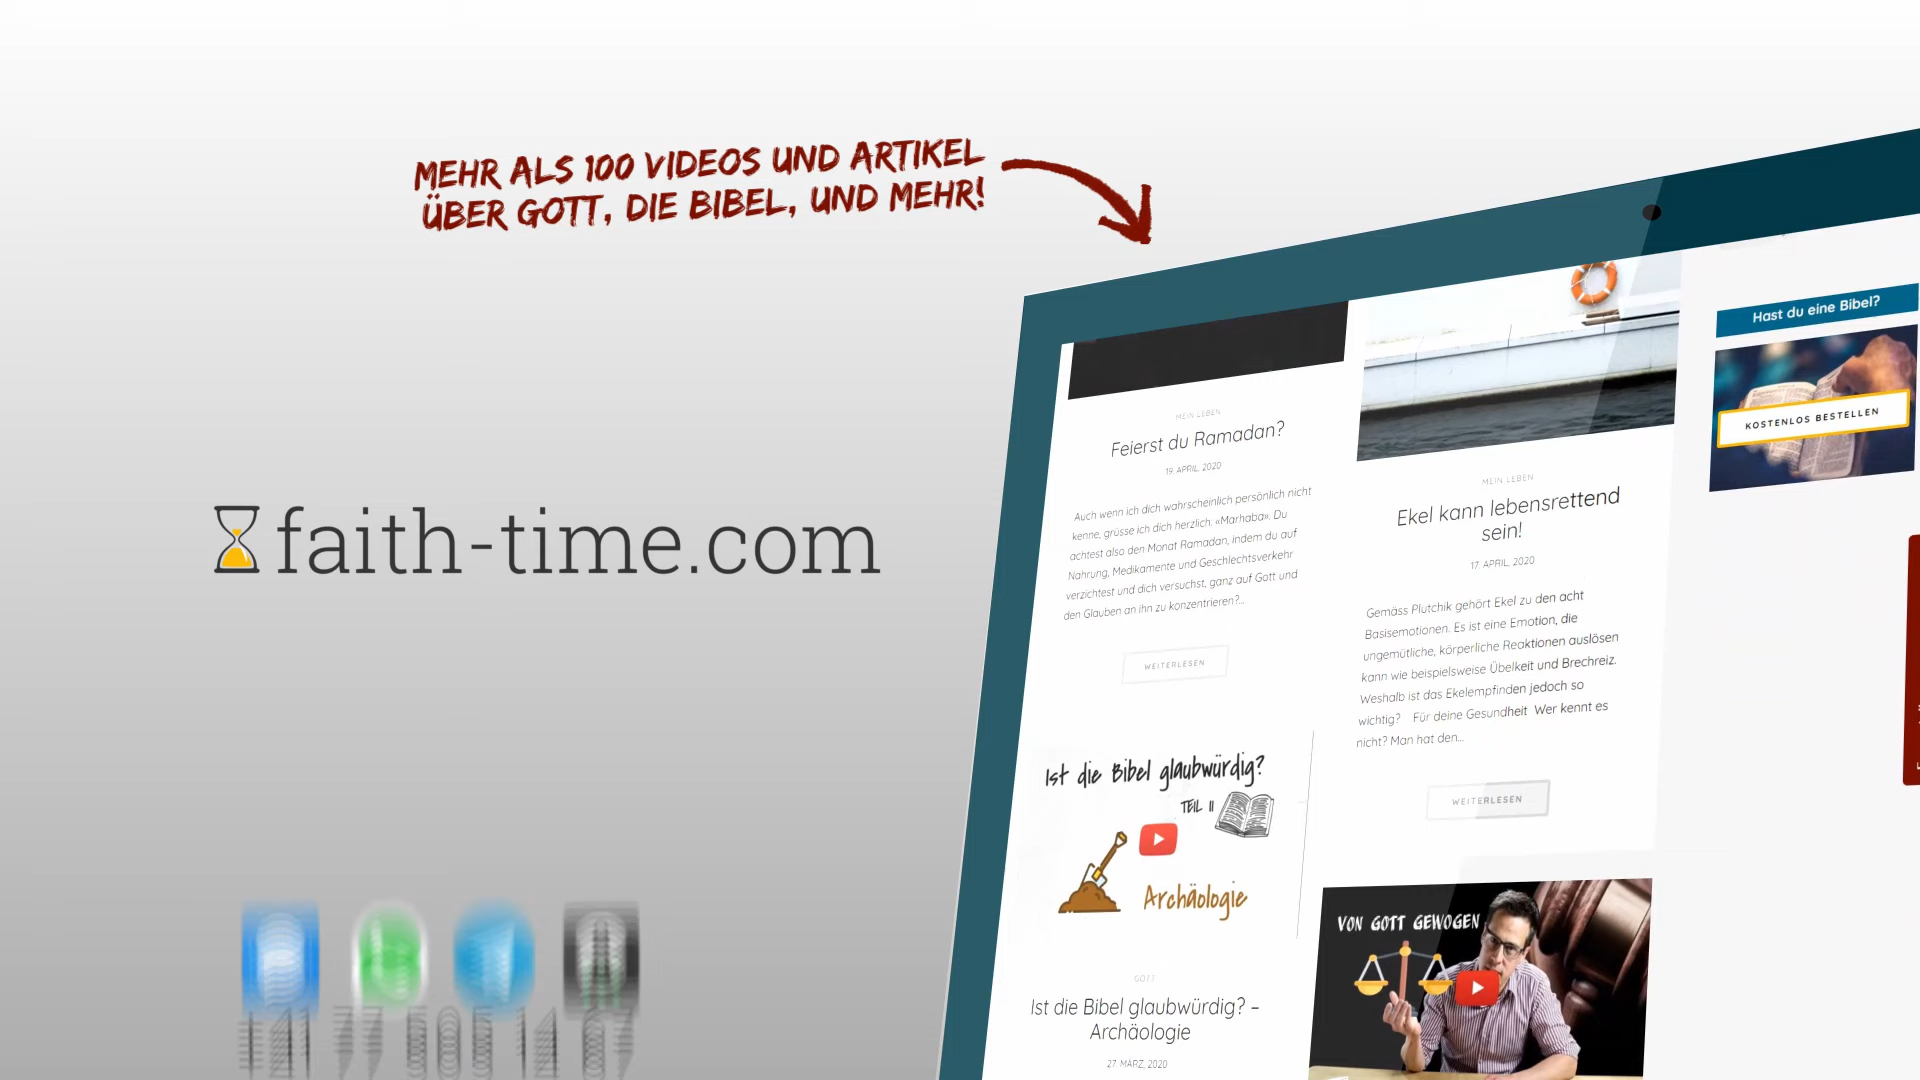 MEHR ALS 100 VIDEOS UND ARTIKEL
ÜBER GOTT, DIE BIBEL, UND MEHR!
faith-time.com
MEIN LEBEN
Feierst du Ramadan?
19. APRIL, 2020
Auch wenn ich dich wahrscheinlich persönlich nicht
kenne, grüsse ich dich herzlich. «Marhaba». Du
achtest also den Monat Ramadan, indem du auf
Nahrung, Medikamente und Geschlechtsverkehr
verzichtest und dich versuchst, ganz auf Gott und
den Glauben an ihn zu konzentrieren?...
WEITERLESEN
Ist die Bibel glaubwürdig?
TEIL II
Archäologie
GOTT
Ist die Bibel glaubwürdig? –
Archäologie
27. MÄRZ, 2020
MEIN LEBEN
Ekel kann lebensrettend
sein!
17. APRIL, 2020
Gemäss Plutchik gehört Ekel zu den acht
Basisemotionen. Es ist eine Emotion, die
ungemütliche, körperliche Reaktionen auslösen
kann wie beispielsweise Übelkeit und Brechreiz.
Weshalb ist das Ekelempfinden jedoch so
wichtig? Für deine Gesundheit Wer kennt es
nicht? Man hat den...
WEITERLESEN
VON GOTT GEWOGEN
Hast du eine Bibel?
KOSTENLOS BESTELLEN